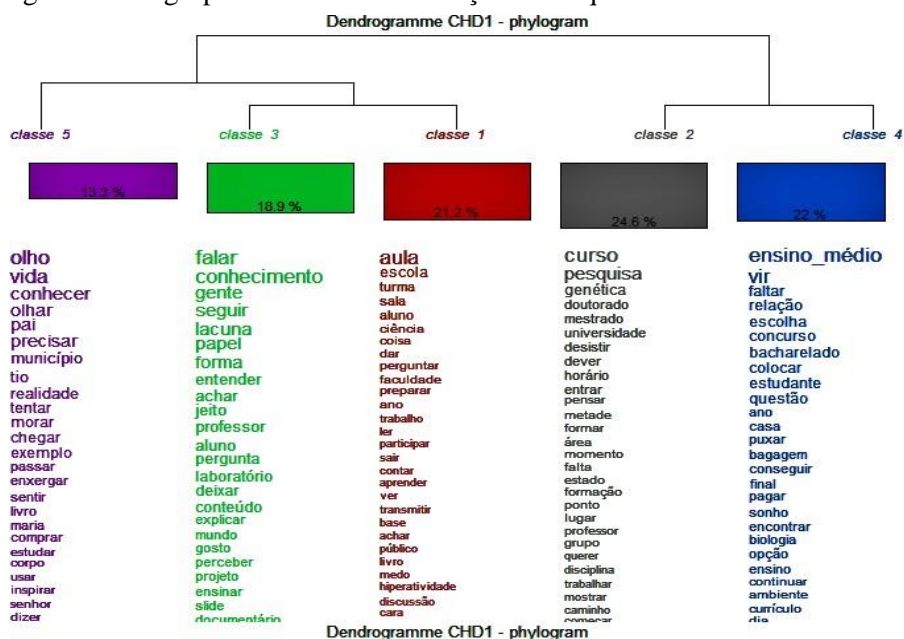 Dendrogramme CHD1 - phylogram
classe 5
classe 3
classe 1
classe 2
classe 4
13.3 %
18.9 %
21.2 %
24.6 %
22 %
olho
vida
conhecer
olhar
pai
precisar
município
tio
realidade
tentar
morar
chegar
exemplo
passar
enxergar
sentir
livro
maria
comprar
estudar
corpo
usar
inspirar
senhor
dizer
falar
conhecimento
gente
seguir
lacuna
papel
forma
entender
achar
jeito
professor
aluno
pergunta
laboratório
deixar
conteúdo
explicar
mundo
gosto
perceber
projeto
ensinar
slide
documentário
aula
escola
turma
sala
aluno
ciência
coisa
dar
perguntar
faculdade
preparar
ano
trabalho
ler
participar
sair
contar
aprender
ver
transmitir
base
achar
público
livro
medo
hiperatividade
discussão
cara
curso
pesquisa
genética
doutorado
mestrado
universidade
desistir
dever
horário
entrar
pensar
metade
formar
área
momento
falta
estado
formação
ponto
lugar
professor
grupo
querer
disciplina
trabalhar
mostrar
caminho
começar
ensino_médio
vir
faltar
relação
escolha
concurso
bacharelado
colocar
estudante
questão
ano
casa
puxar
bagagem
conseguir
final
pagar
sonho
encontrar
biologia
opção
ensino
continuar
ambiente
currículo
dia
Dendrogramme CHD1 - phylogram